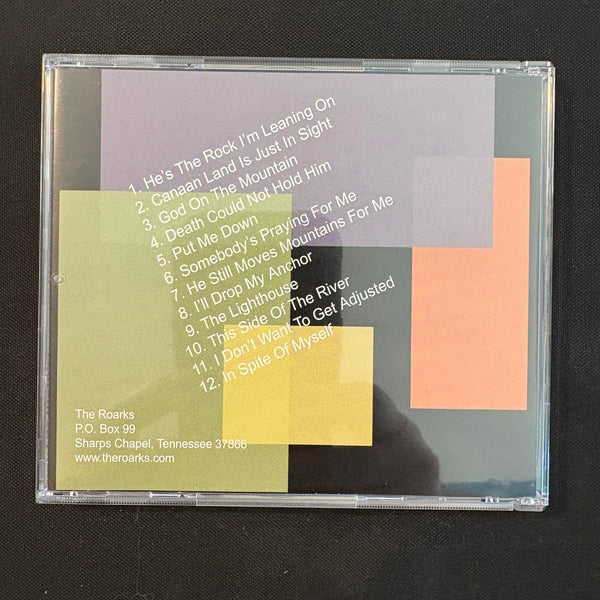 1. He's The Rock I'm Leaning On
2. Canaan Land Is Just In Sight
3. God On The Mountain
4. Death Could Not Hold Him
5. Put Me Down
6. Somebody's Praying For Me
7. He Still Moves Mountains For Me
8. I'll Drop My Anchor
9. The Lighthouse
10. This Side Of The River
11. I Don't Want To Get Adjusted
12. In Spite Of Myself
The Roarks
P.O. Box 99
Sharps Chapel, Tennessee 37866
www.theroarks.com